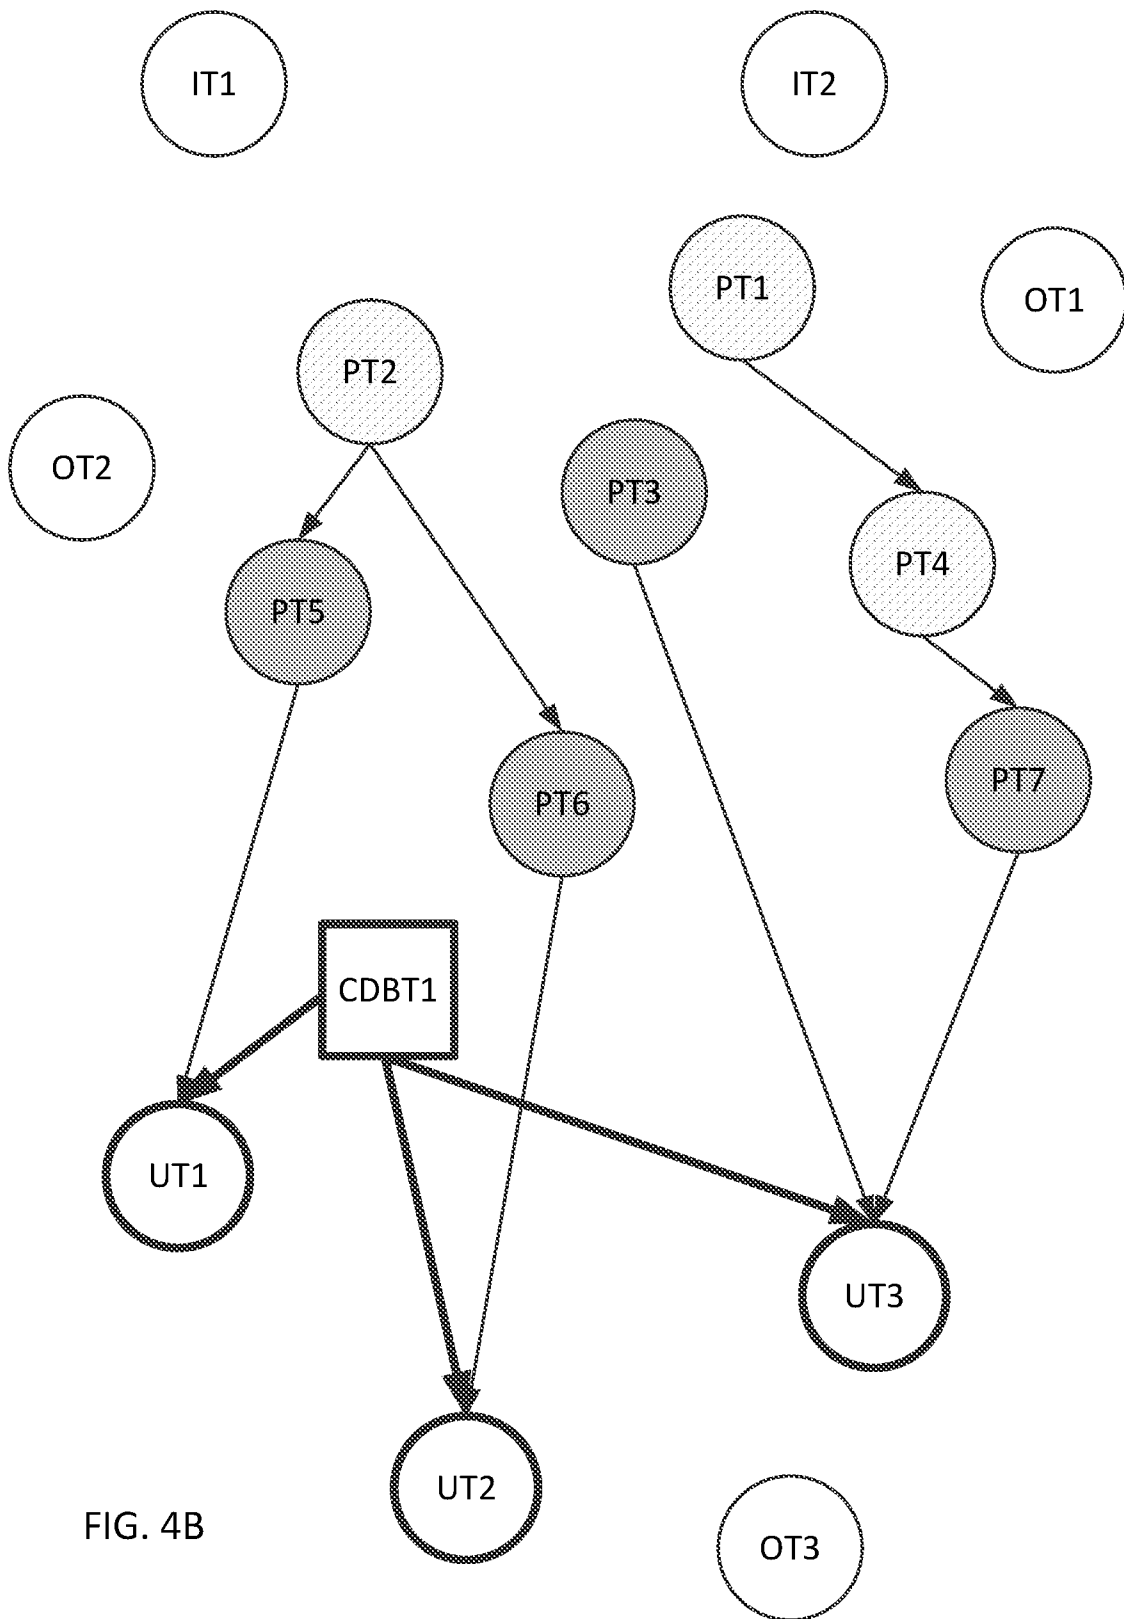 IT1
IT2
PT1
OT1
PT2
OT2
PT3
PT4
PT5
PT7
PT6
CDBT1
UT1
UT3
UT2
FIG. 4B
OT3